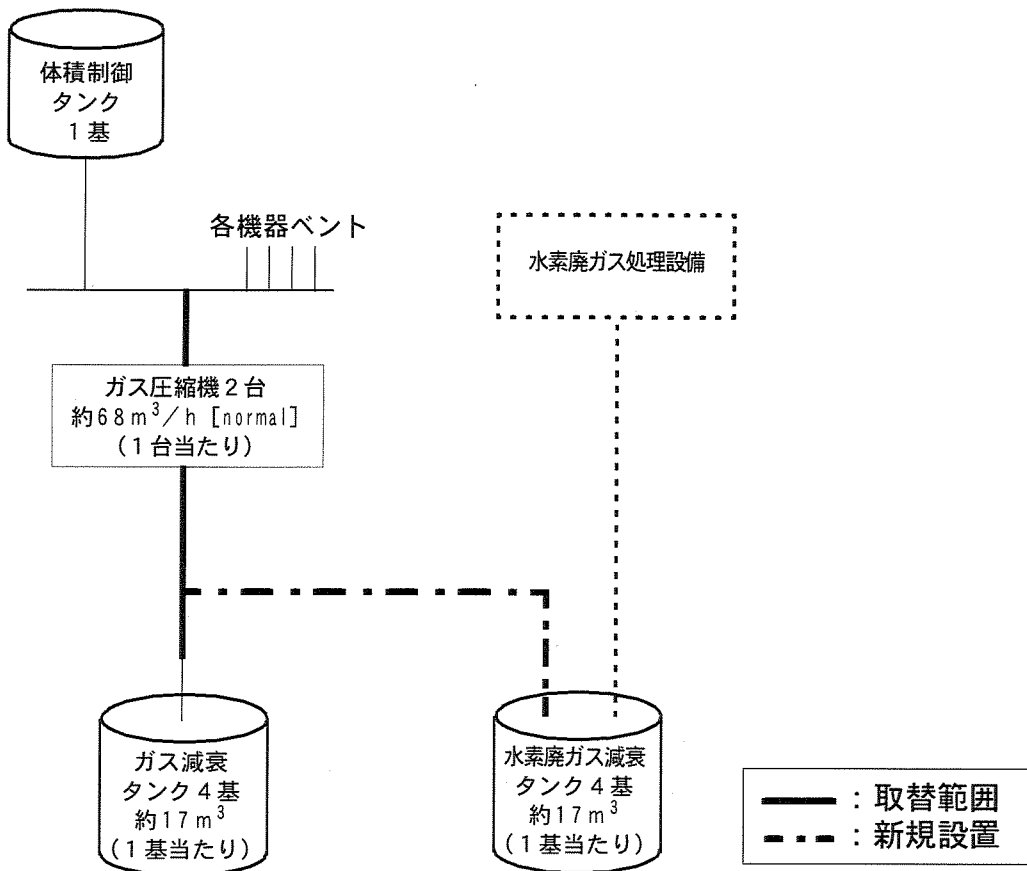 体積制御
タンク
1基
各機器ベント
水素廃ガス処理設備
ガス圧縮機2台
約68m³/h [normal]
(1台当たり)
ガス減衰
タンク4基
約17m³
(1基当たり)
水素廃ガス減衰
タンク4基
約17m³
(1基当たり)
:取替範囲
:新規設置